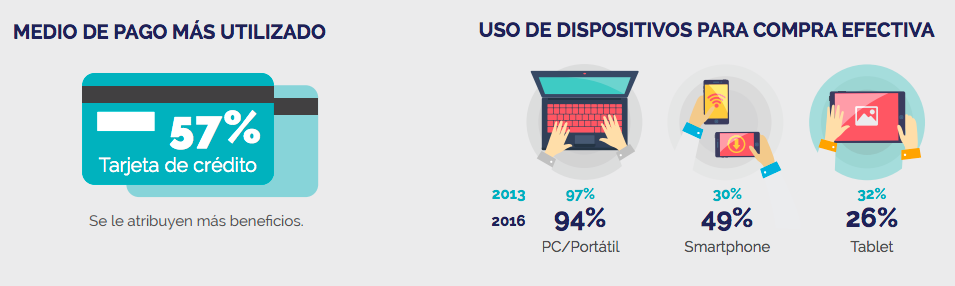 MEDIO DE PAGO MÁS UTILIZADO
57%
Tarjeta de crédito
Se le atribuyen más beneficios.
USO DE DISPOSITIVOS PARA COMPRA EFECTIVA
2013 97% 30% 32%
2016 94% 49% 26%
PC/Portátil Smartphone Tablet